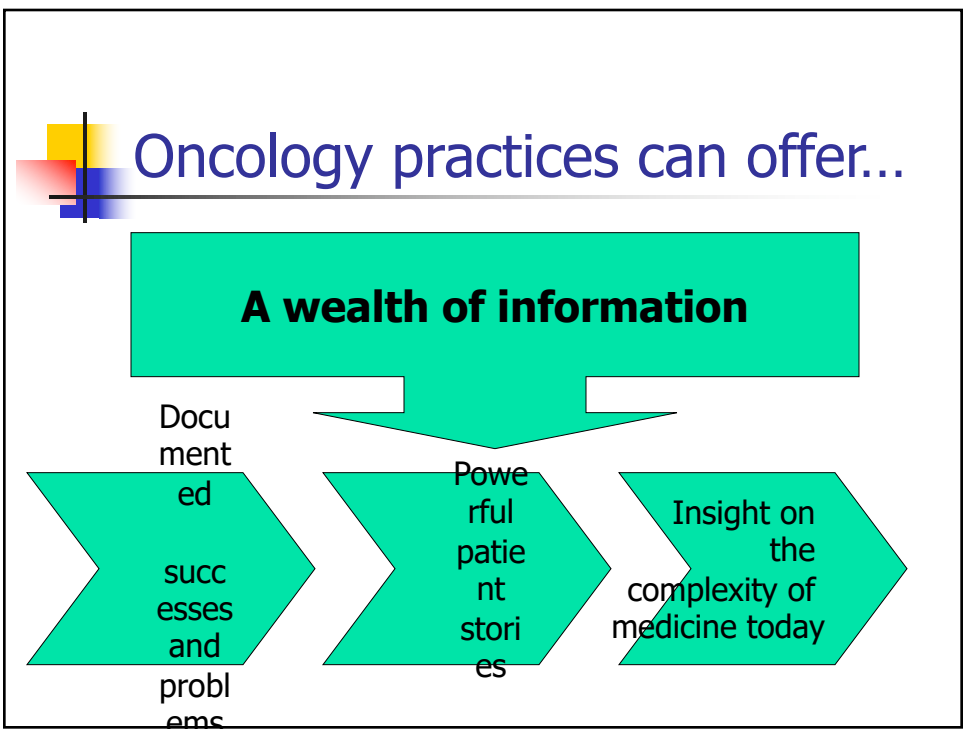 Oncology practices can offer...
A wealth of information
Docu
ment
ed
succ
esses
and
probl
ems
Powe
rful
patie
nt
stori
es
Insight on
the
complexity of
medicine today